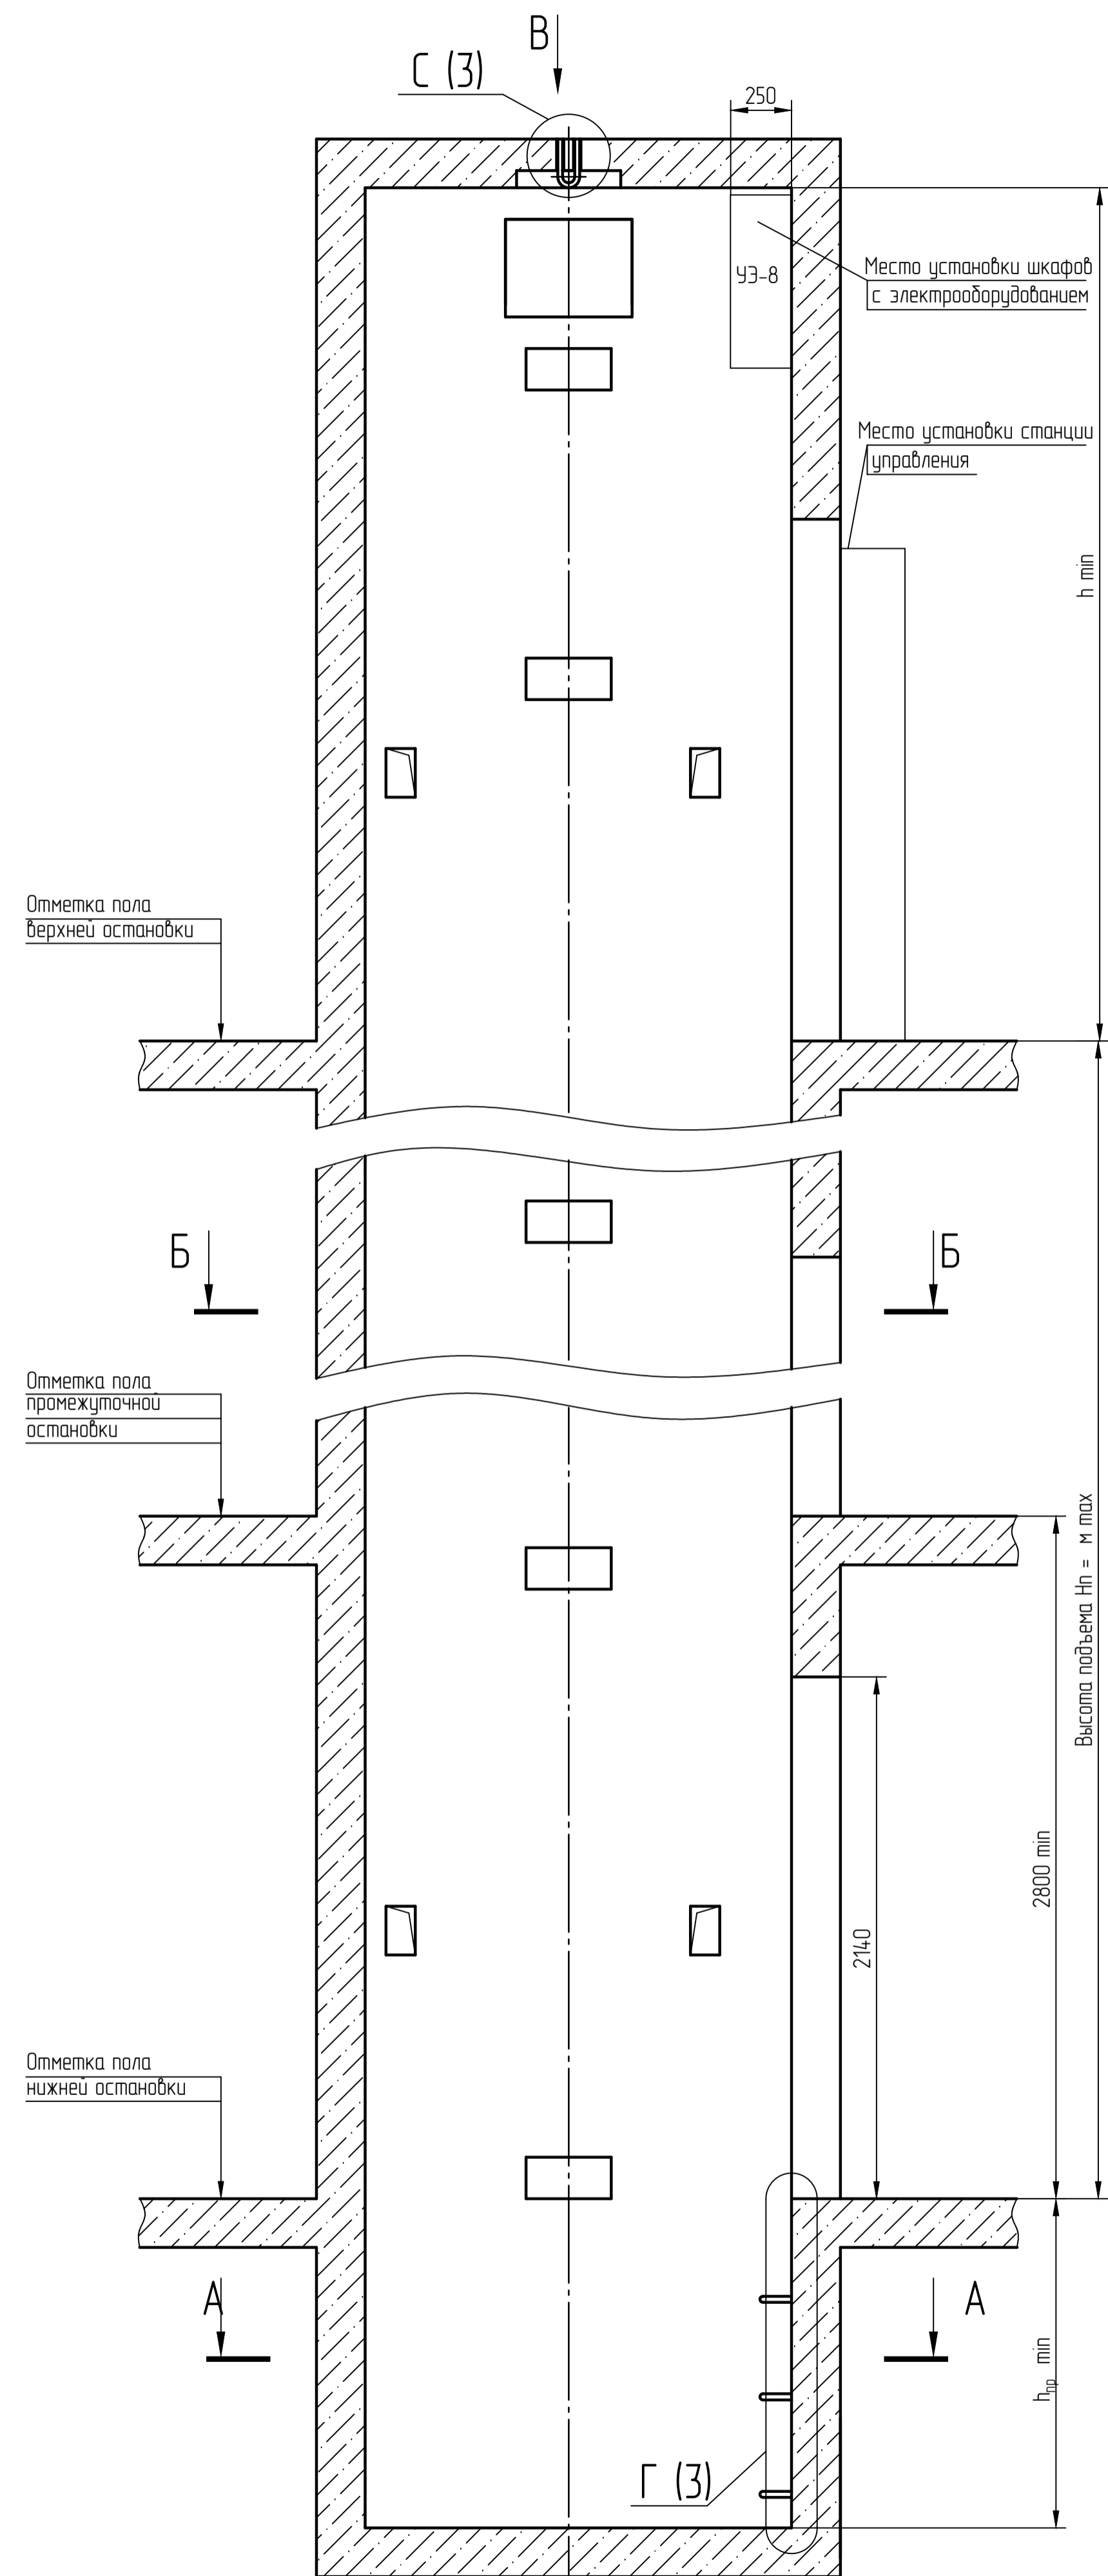 В
С (3)
250
УЭ-8
Место установки шкафов
с электрооборудованием
Место установки станции
управления
h min
Отметка пола
верхней остановки
Б
Б
Отметка пола
промежуточной
остановки
Высота подъема Нп = м max
2800 min
2140
Отметка пола
нижней остановки
А
А
hпр min
Г (3)